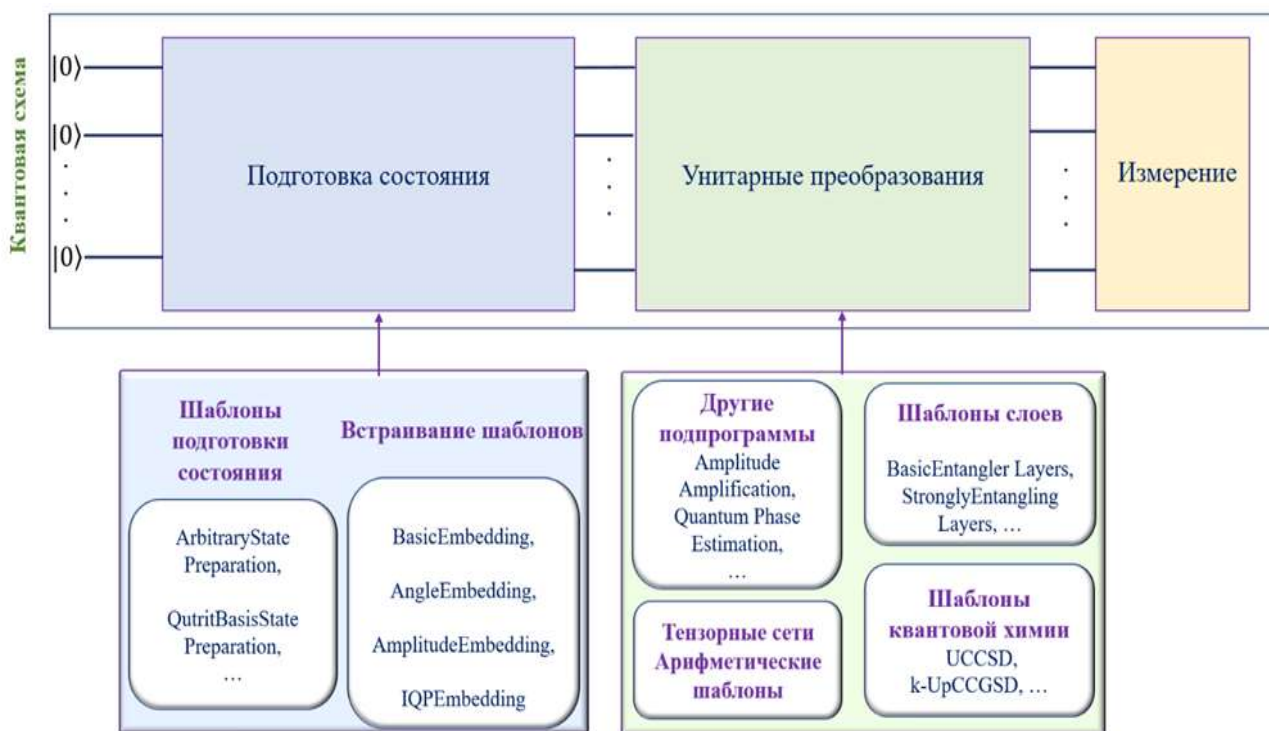 Квантовая схема
|0⟩
|0⟩
|0⟩
Подготовка состояния
Унитарные преобразования
Измерение
Шаблоны
подготовки
состояния
ArbitraryState
Preparation,
QutritBasisState
Preparation,
…
Встраивание шаблонов
BasicEmbedding,
AngleEmbedding,
AmplitudeEmbedding,
IQPEmbedding
Другие
подпрограммы
Amplitude
Amplification,
Quantum Phase
Estimation,
…
Шаблоны слоев
BasicEntangler Layers,
StronglyEntangling
Layers, …
Тензорные сети
Арифметические
шаблоны
Шаблоны
квантовой химии
UCCSD,
k-UpCCGSD, …